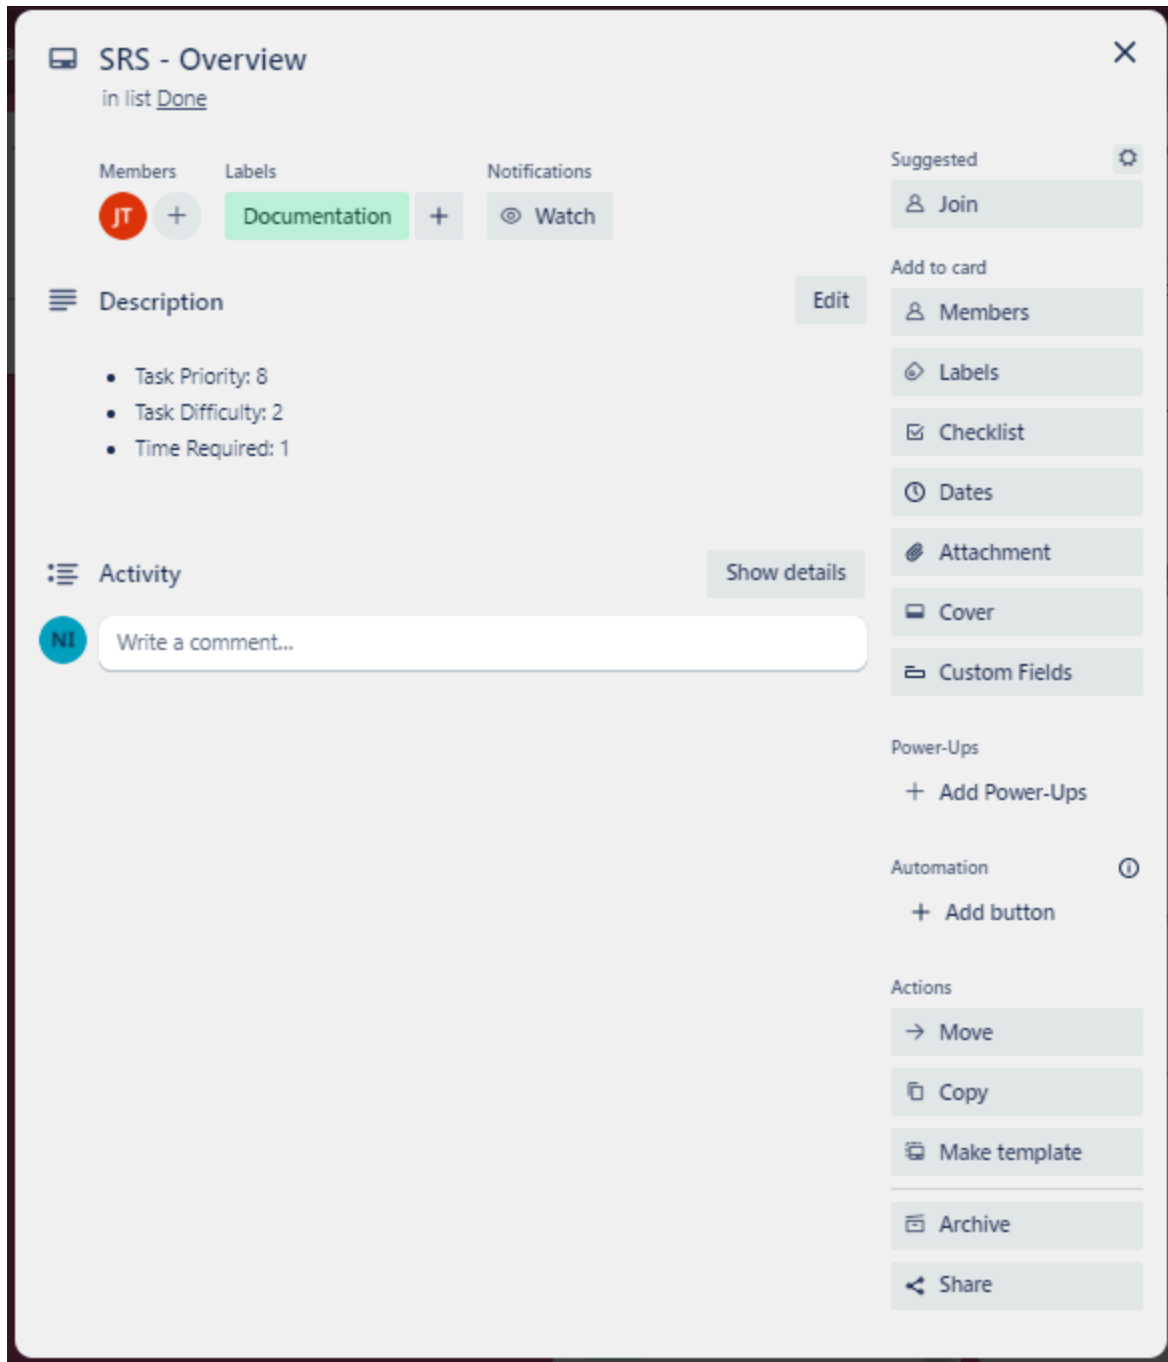 SRS - Overview
in list Done
Members
Labels
Notifications
JT
Documentation
Watch
Description
Edit
Task Priority: 8
Task Difficulty: 2
Time Required: 1
Activity
Show details
NI
Write a comment...
Suggested
Join
Add to card
Members
Labels
Checklist
Dates
Attachment
Cover
Custom Fields
Power-Ups
Add Power-Ups
Automation
Add button
Actions
Move
Copy
Make template
Archive
Share